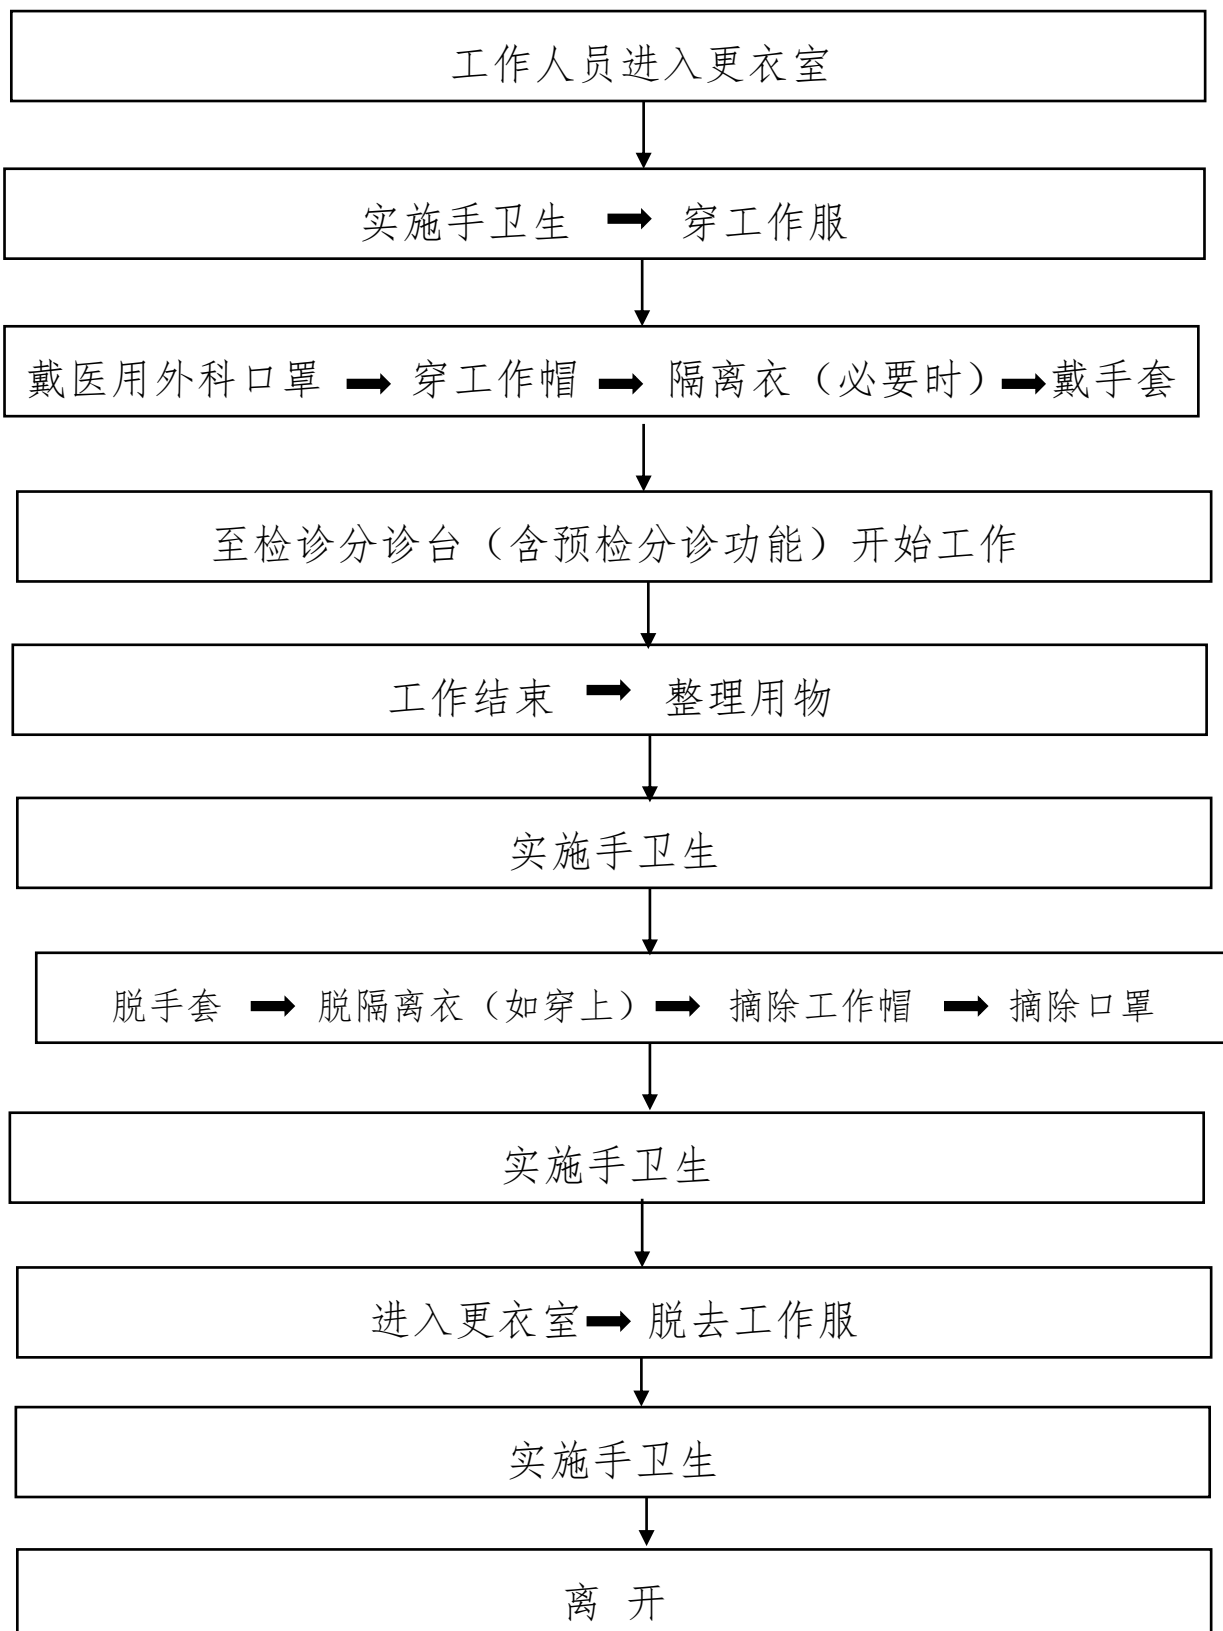 工作人员进入更衣室
实施手卫生 ➡ 穿工作服
戴医用外科口罩 ➡ 穿工作帽 ➡ 隔离衣（必要时）➡戴手套
至检诊分诊台（含预检分诊功能）开始工作
工作结束 ➡ 整理用物
实施手卫生
脱手套 ➡ 脱隔离衣（如穿上）➡ 摘除工作帽 ➡ 摘除口罩
实施手卫生
进入更衣室➡脱去工作服
实施手卫生
离 开